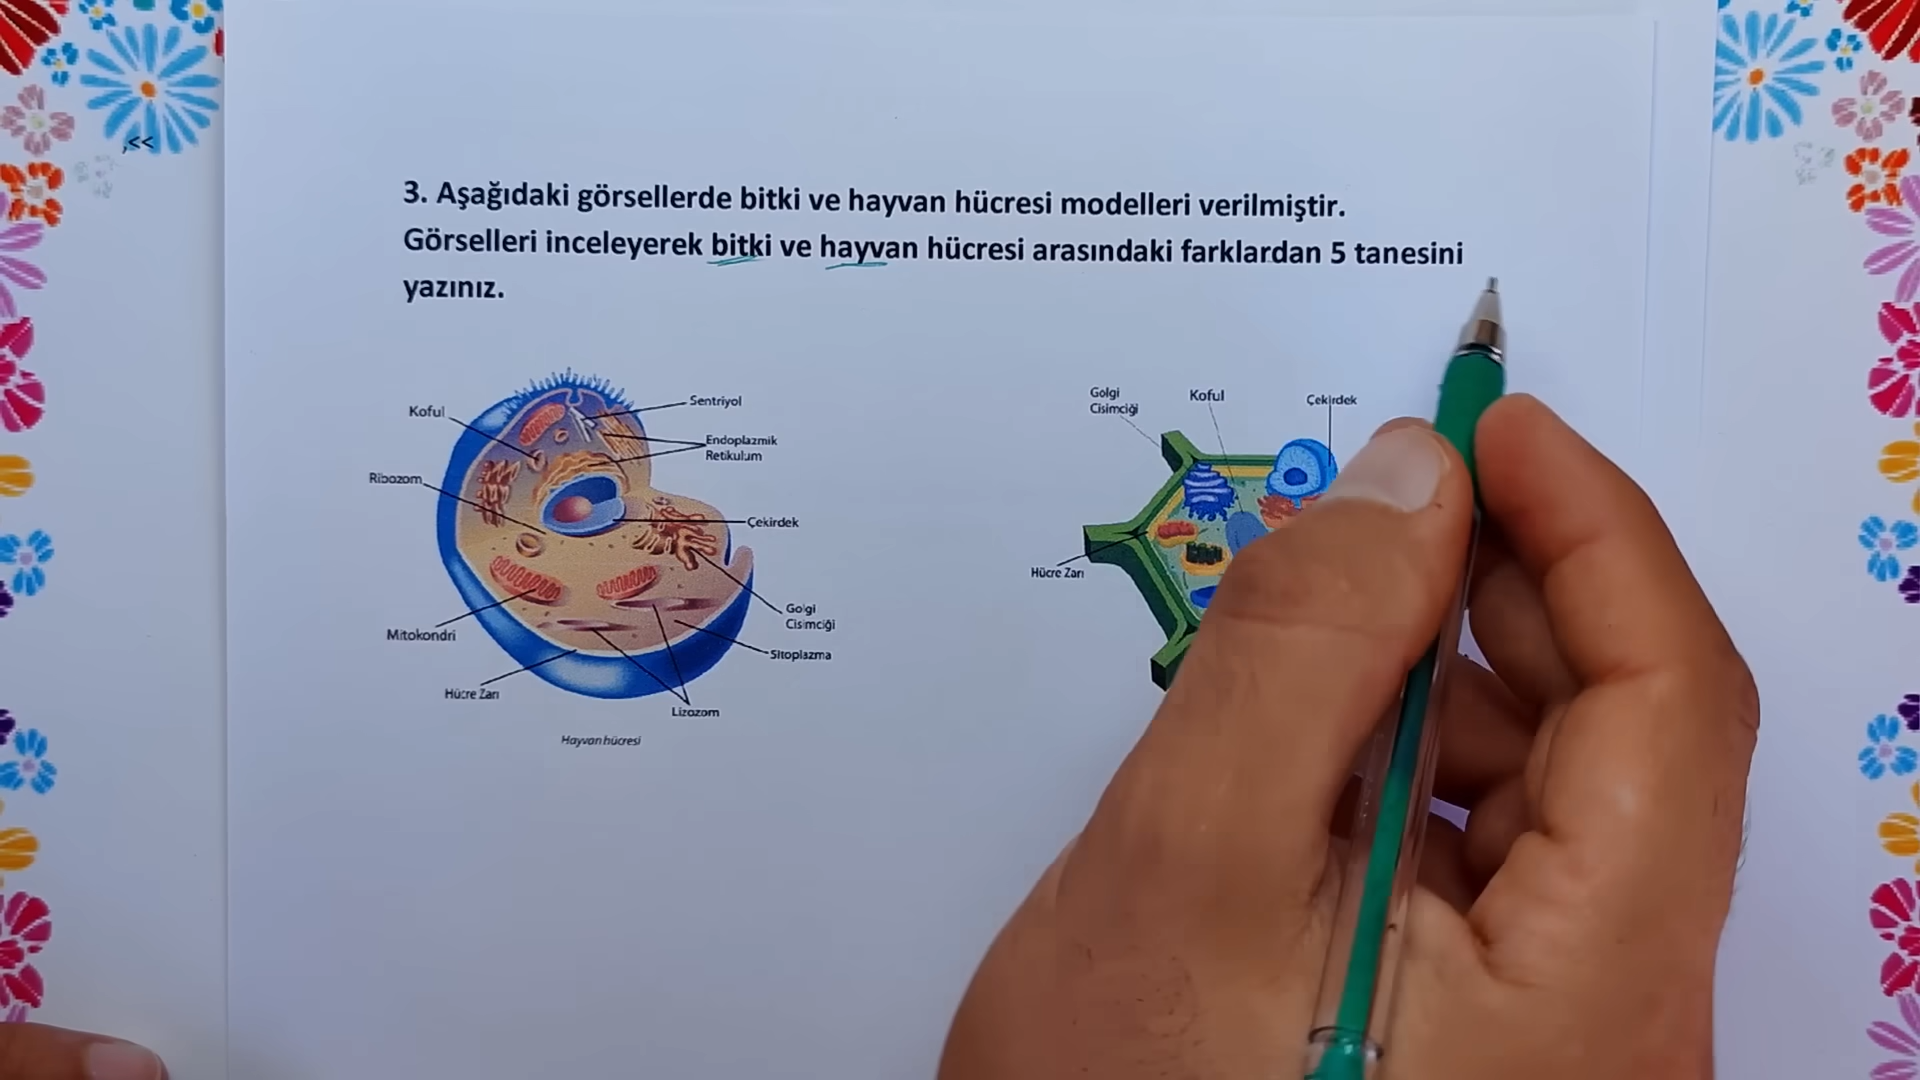 ,<<
3. Aşağıdaki görsellerde bitki ve hayvan hücresi modelleri verilmiştir.
Görselleri inceleyerek bitki ve hayvan hücresi arasındaki farklardan 5 tanesini
yazınız.
Koful
Sentriyol
Endoplazmik
Retikulum
Ribozom
Çekirdek
Golgi
Cisimciği
Mitokondri
Sitoplazma
Hücre Zarı
Lizozom
Hayvan hücresi
Golgi
Cisimciği
Koful
Çekirdek
Hücre Zarı